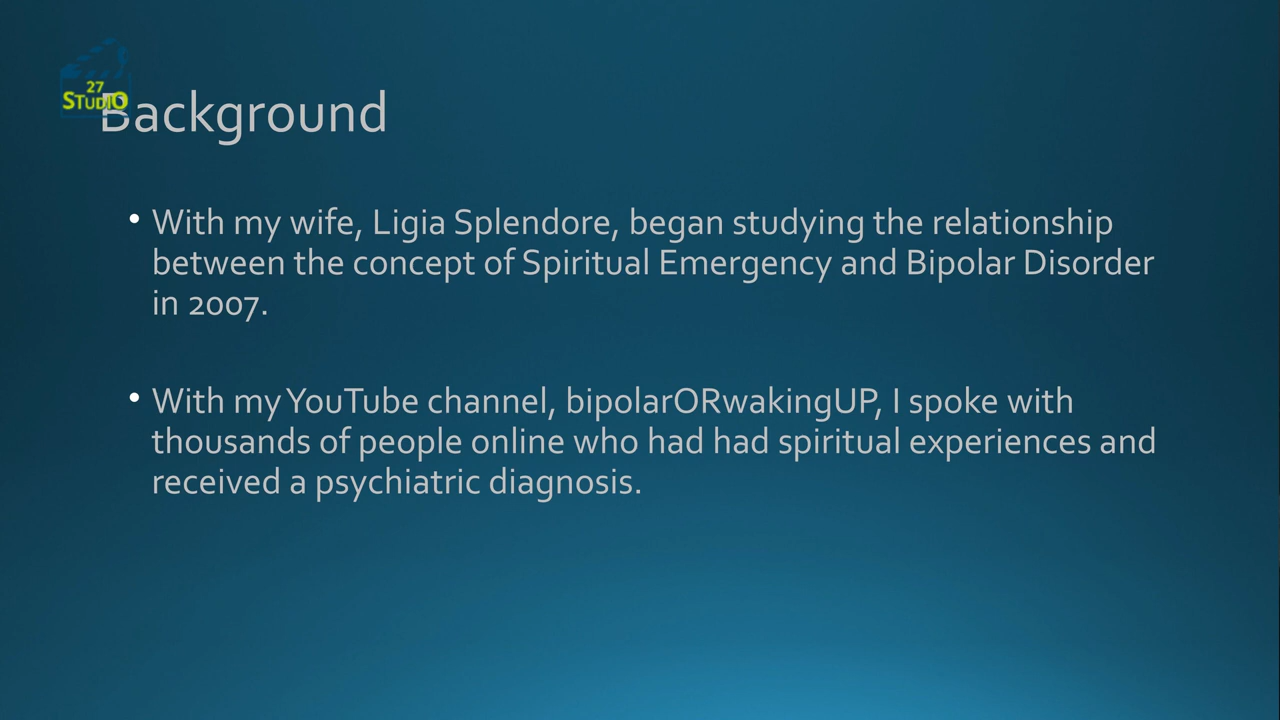 27
STUDIO
Background
• With my wife, Ligia Splendore, began studying the relationship
between the concept of Spiritual Emergency and Bipolar Disorder
in 2007.
• With my YouTube channel, bipolarORwakingUP, I spoke with
thousands of people online who had had spiritual experiences and
received a psychiatric diagnosis.